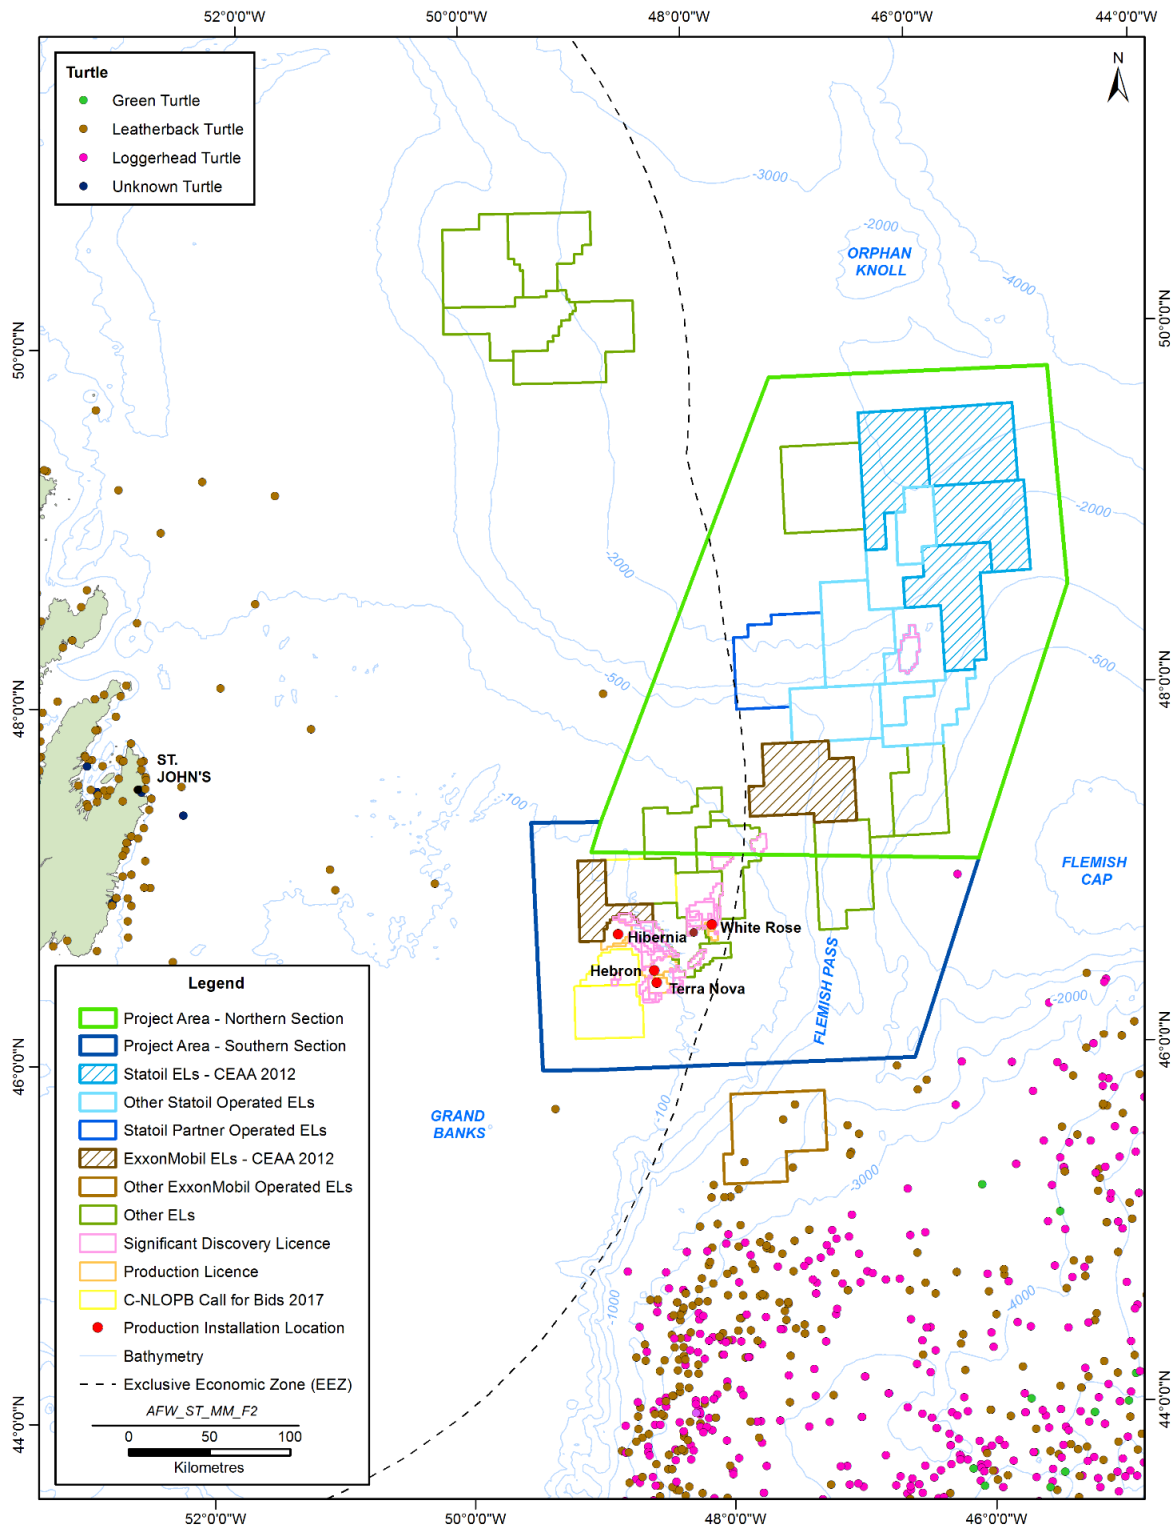 52°0'0"W
50°0'0"W
48°0'0"W
46°0'0"W
44°0'0"W
Turtle
Green Turtle
Leatherback Turtle
Loggerhead Turtle
Unknown Turtle
N
-3000
-2000
ORPHAN
KNOLL
-4000
50°0'0"N
50°0'0"N
-2000
-2000
-500
-500
48°0'0"N
48°0'0"N
ST.
JOHN'S
-100
FLEMISH
CAP
White Rose
Hibernia
Hebron
Terra Nova
FLEMISH PASS
-2000
46°0'0"N
46°0'0"N
GRAND
BANKS
-100
-3000
-1000
-4000
44°0'0"N
44°0'0"N
Legend
Project Area - Northern Section
Project Area - Southern Section
Statoil ELs - CEAA 2012
Other Statoil Operated ELs
Statoil Partner Operated ELs
ExxonMobil ELs - CEAA 2012
Other ExxonMobil Operated ELs
Other ELs
Significant Discovery Licence
Production Licence
C-NLOPB Call for Bids 2017
Production Installation Location
Bathymetry
Exclusive Economic Zone (EEZ)
AFW_ST_MM_F2
0 50 100
Kilometres
52°0'0"W
50°0'0"W
48°0'0"W
46°0'0"W